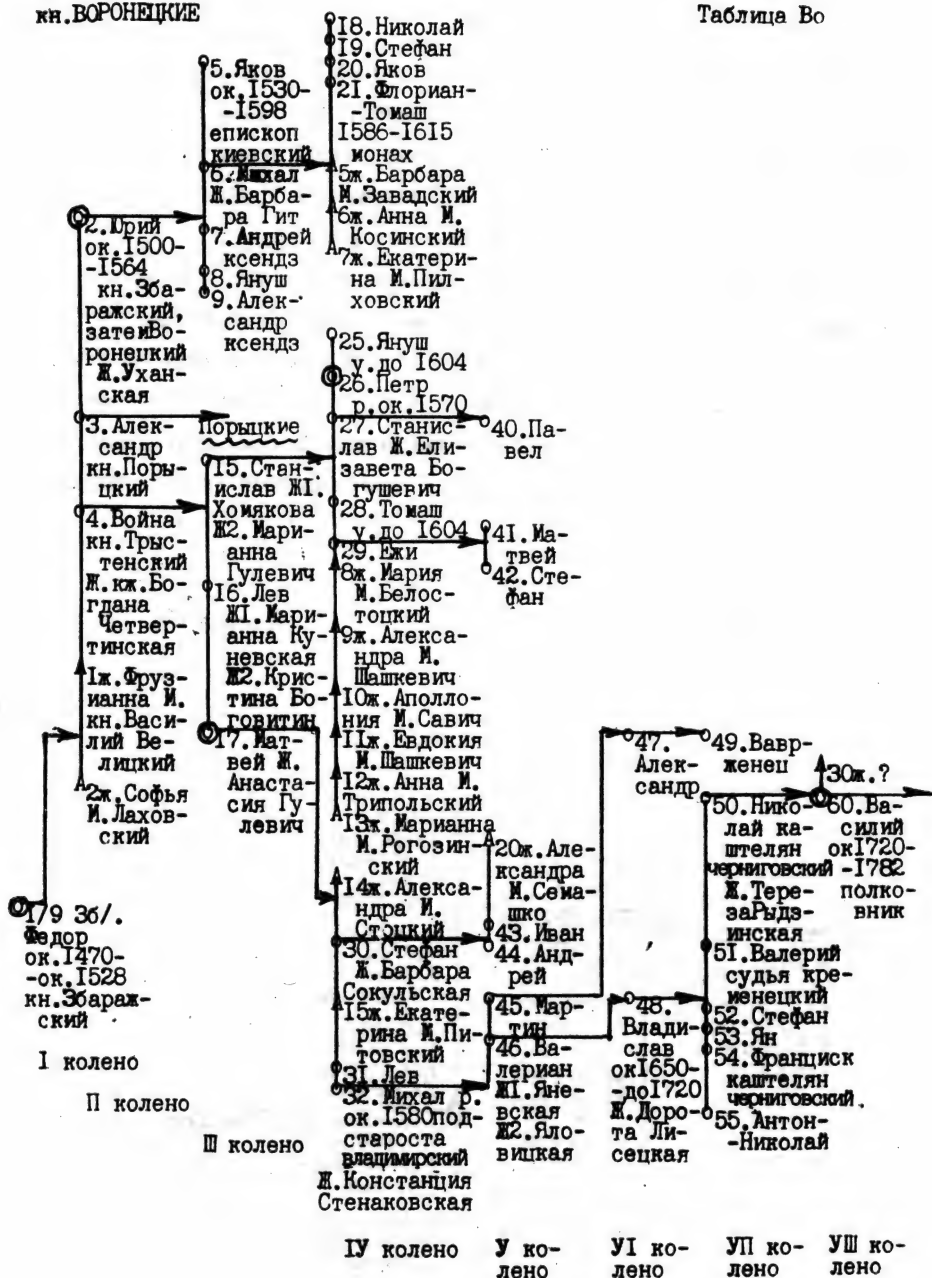 кн.ВОРОНЕЦКИЕ
Таблица Во
18.Николай
19.Стефан
20.Яков
21.Флориан-
-Томаш
1586-1615
монах
5ж.Барбара
М.Завадский
6ж.Анна М.
Косинский
7ж.Екатери-
на М.Пил-
ховский
5.Яков
ок.1530-
-1598
епископ
киевский
6.Михал
Ж.Барба-
ра Гит
7.Андрей
ксендз
8.Януш
9.Алек-
сандр
ксендз
2.Юрий
ок.1500-
-1564
кн.Зба-
ражский,
затемВо-
ронецкий
Ж.Ухан-
ская
3.Алек-
сандр
кн.Поры-
цкий
4.Война
кн.Трыс-
тенский
Ж.кж.Бо-
гдана
Четвер-
тинская
1ж.Фруз-
ианна М.
кн.Васи-
лий Ве-
лицкий
2ж.Софья
М.Лахов-
ский
Порыцкие
15.Стан-
ислав Ж1.
Хомякова
Ж2.Мари-
анна
Гулевич
16.Лев
Ж1.Мари-
анна Ку-
невская
Ж2.Крис-
тина Бо-
говитин
17.Мат-
вей Ж.
Анаста-
сия Гу-
левич
25.Януш
у.до 1604
26.Петр
р.ок.1570
27.Станис-
лав Ж.Ели-
завета Бо-
гушевич
28.Томаш
у.до 1604
29.Ежи
8ж.Мария
М.Белос-
тоцкий
9ж.Алекса-
ндра М.
Шашкевич
10ж.Аполло-
ния М.Савич
11ж.Евдокия
М.Шашкевич
12ж.Анна М.
Трипольский
13ж.Марианна
М.Рогозин-
ский
14ж.Алекса-
ндра М.
Стоцкий
30.Стефан
Ж.Барбара
Сокульская
15ж.Екате-
рина М.Пи-
товский
31.Лев
32.Михал р.
ок.1580под-
староста
владимирский
Ж.Констанция
Стенаковская
40.Па-
вел
41.Ма-
твей
42.Сте-
фан
20ж.Але-
ксандра
М.Сема-
шко
43.Иван
44.Анд-
рей
45.Мар-
тин
46.Ва-
лериан
Ж1.Яне-
вская
Ж2.Яло-
вицкая
47.
Алек-
сандр
48.
Влади-
слав
ок1650-
-до1720
Ж.Доро-
та Ли-
сецкая
49.Вавр-
женец
50.Нико-
лай ка-
штелян
черниговский
Ж.Тере-
заРыдз-
инская
51.Валерий
судья кре-
менецкий
52.Стефан
53.Ян
54.Франциск
каштелян
черниговский.
55.Антон-
-Николай
30ж.?
60.Ва-
силий
ок1720-
-1782
полко-
вник
1/9 Зб/.
Федор
ок.1470-
-ок.1528
кн.Збараж-
ский
I колено
П колено
Ш колено
IУ колено
У ко-
лено
УI ко-
лено
УП ко-
лено
УШ ко-
лено